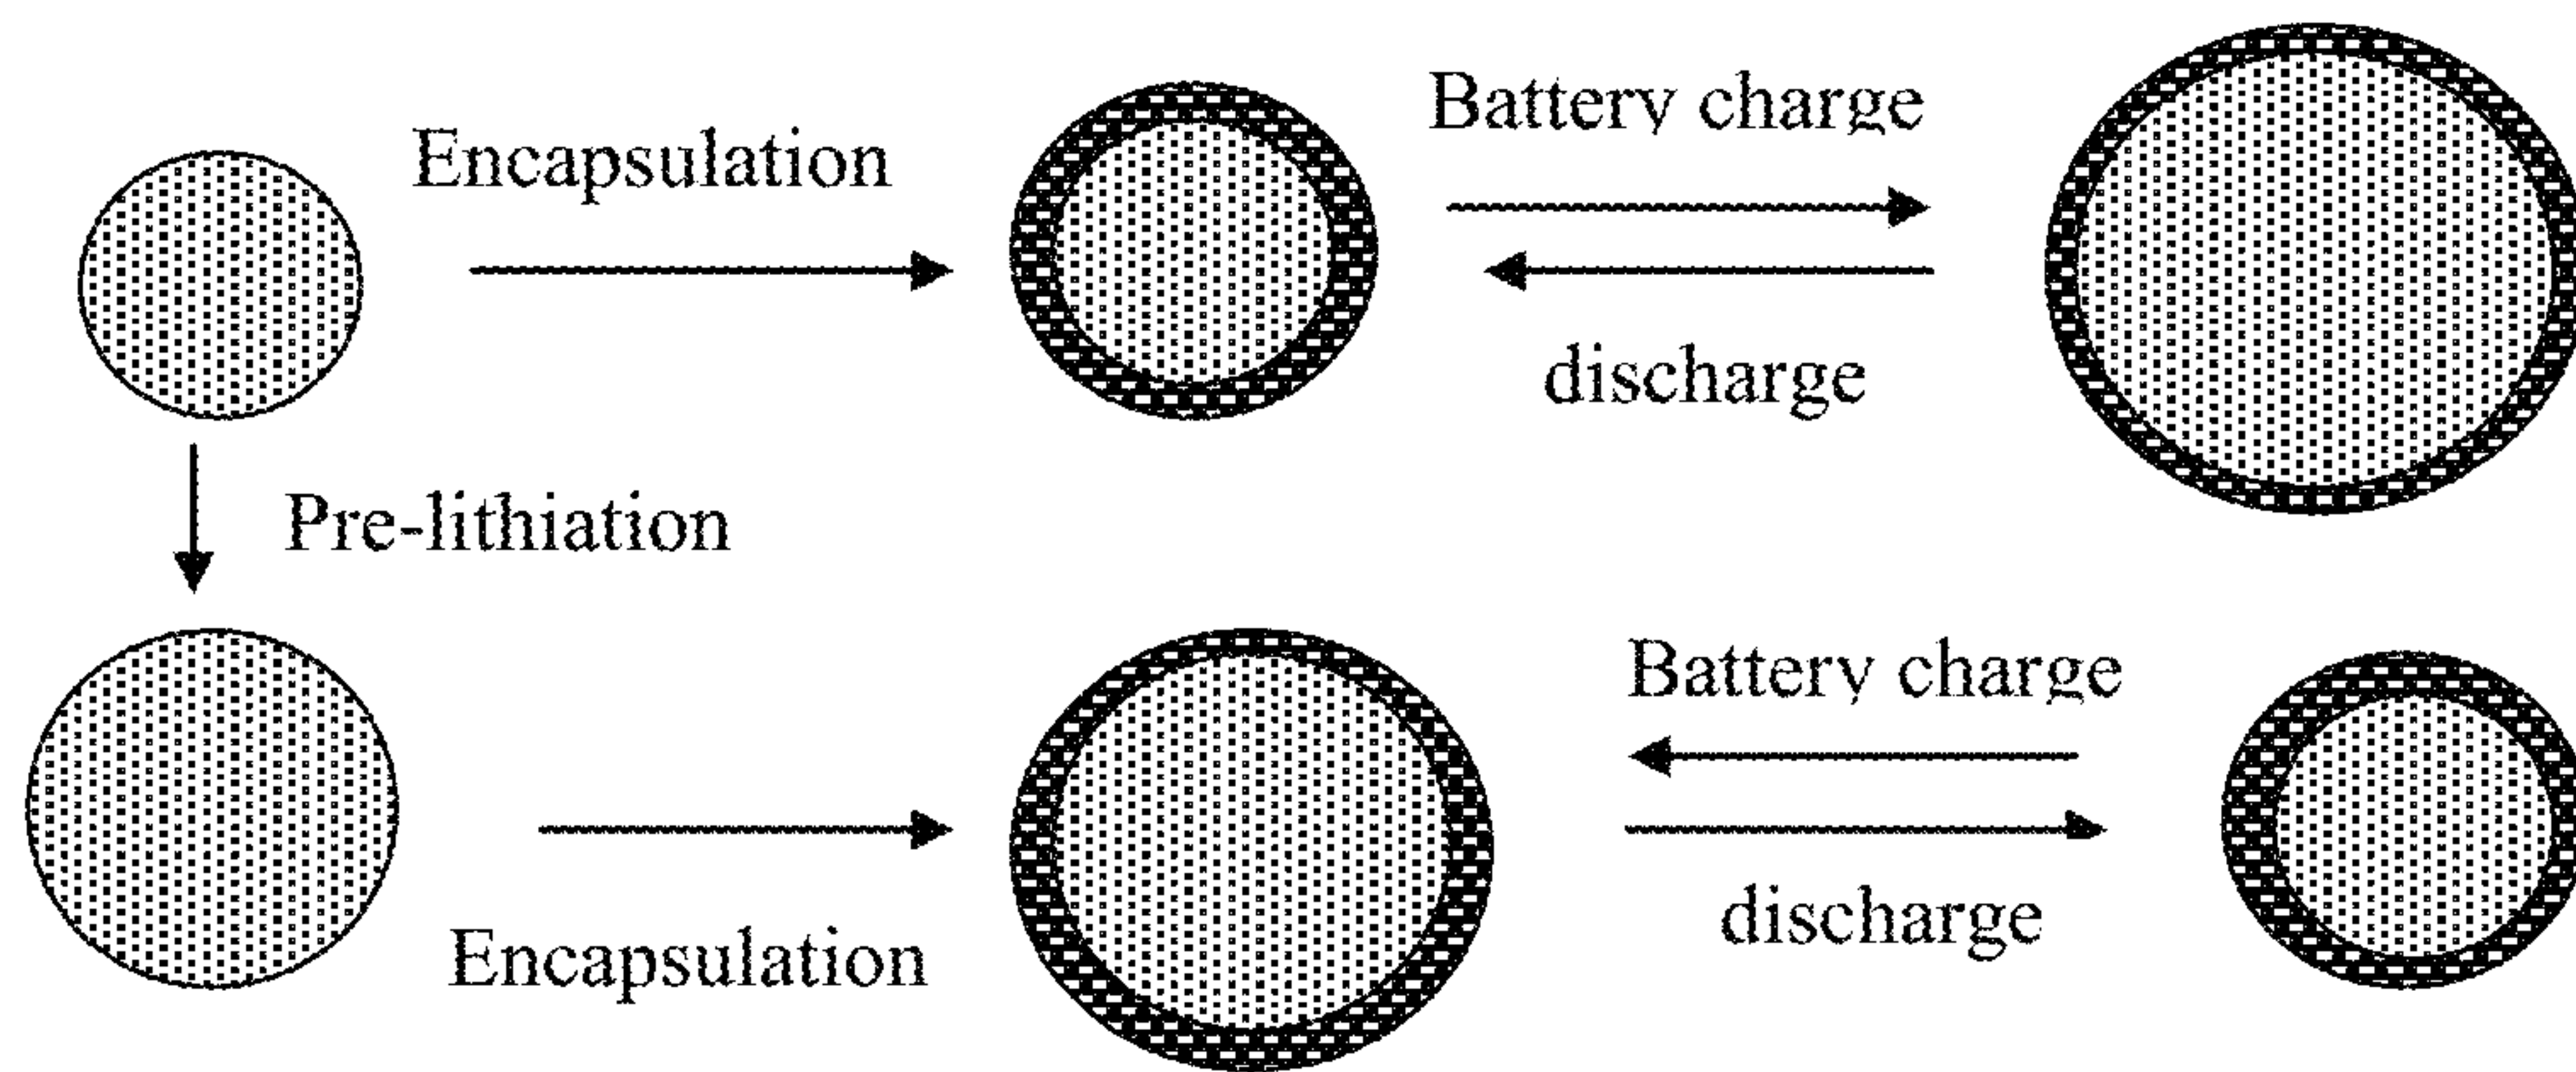 Encapsulation
Battery charge
discharge
Pre-lithiation
Battery charge
discharge
Encapsulation